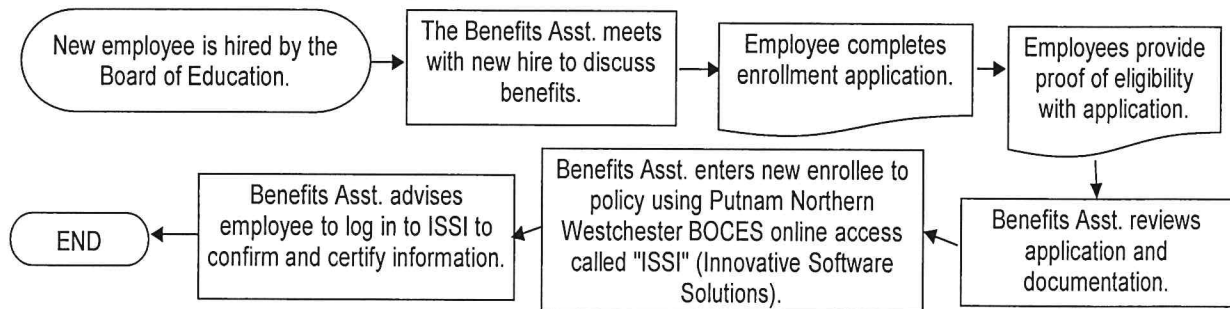 New employee is hired by the
Board of Education.
The Benefits Asst. meets
with new hire to discuss
benefits.
Employee completes
enrollment application.
Employees provide
proof of eligibility
with application.
Benefits Asst. reviews
application and
documentation.
Benefits Asst. enters new enrollee to
policy using Putnam Northern
Westchester BOCES online access
called "ISSI" (Innovative Software
Solutions).
Benefits Asst. advises
employee to log in to ISSI to
confirm and certify information.
END